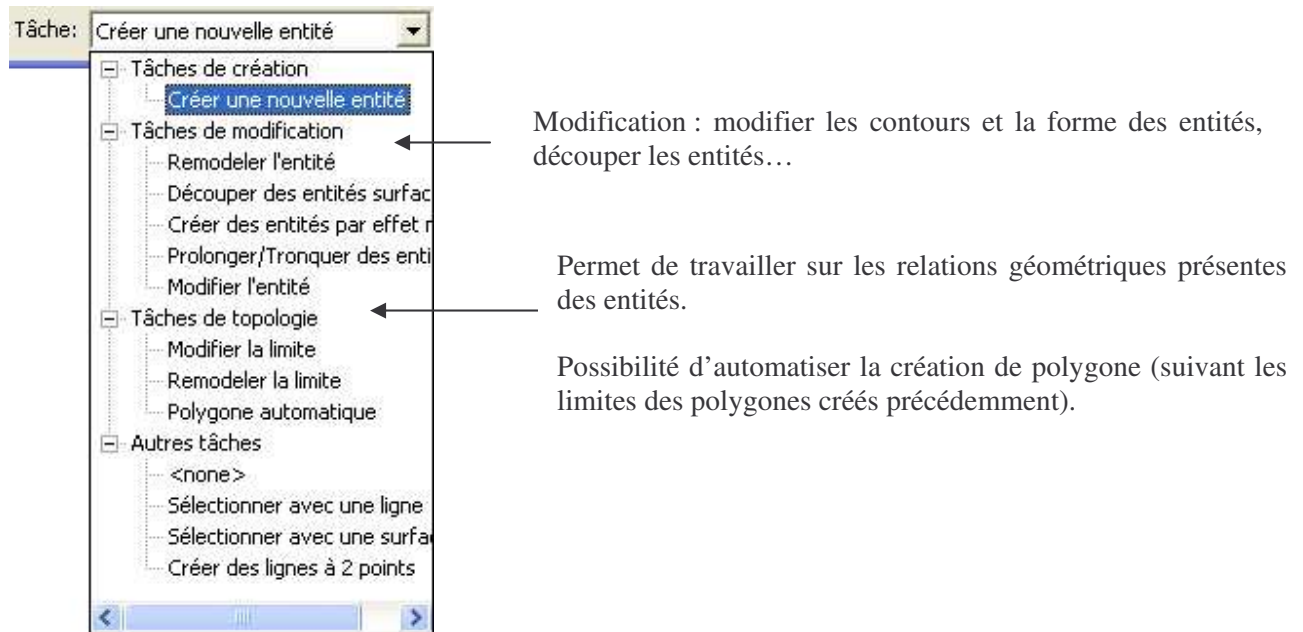 Tâche: Créer une nouvelle entité
Tâches de création
Créer une nouvelle entité
Tâches de modification
Remodeler l'entité
Découper des entités surfac
Créer des entités par effet r
Prolonger/Tronquer des enti
Modifier l'entité
Tâches de topologie
Modifier la limite
Remodeler la limite
Polygone automatique
Autres tâches
<none>
Sélectionner avec une ligne
Sélectionner avec une surfa
Créer des lignes à 2 points
Modification : modifier les contours et la forme des entités,
découper les entités…
Permet de travailler sur les relations géométriques présentes
des entités.
Possibilité d’automatiser la création de polygone (suivant les
limites des polygones créés précédemment).